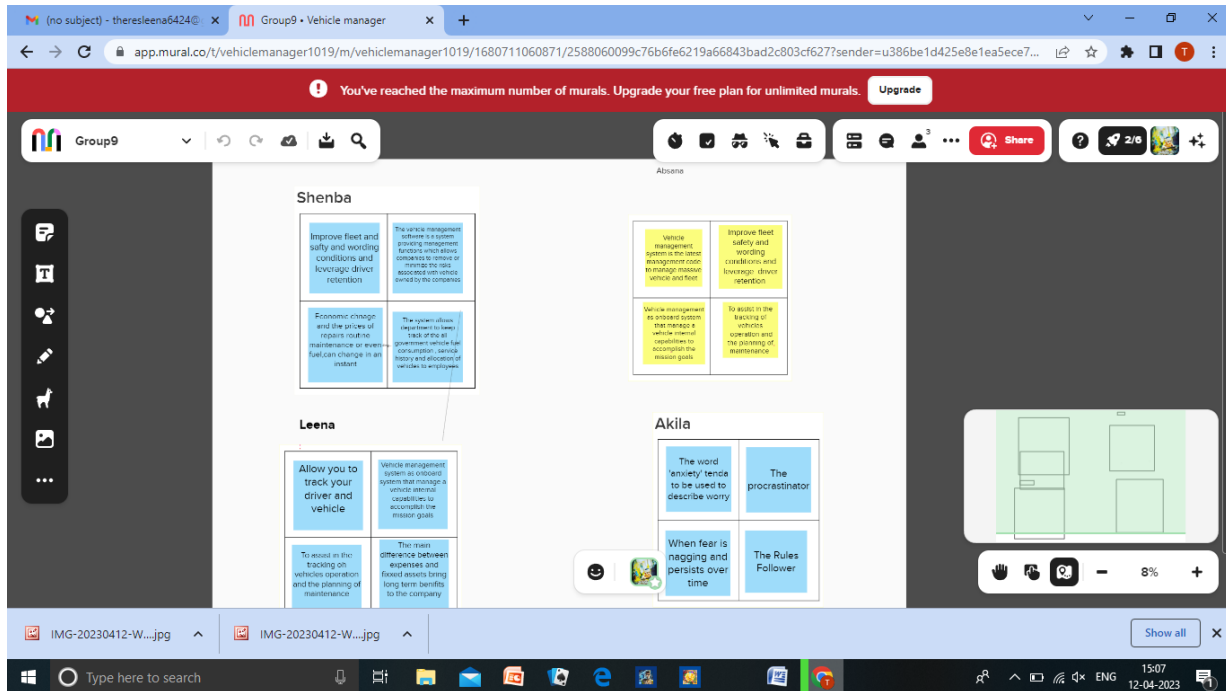 (no subject) - theresleena6424@
Group9 • Vehicle manager
app.mural.co/t/vehiclemanager1019/m/vehiclemanager1019/1680711060871/2588060099c76b6fe6219a66843bad2c803cf627?sender=u386be1d425e8e1ea5ece7...
T
You've reached the maximum number of murals. Upgrade your free plan for unlimited murals.
Upgrade
Group9
3
Share
2/6
Absana
Shenba
Improve fleet and
safty and wording
conditions and
leverage driver
retention
The vehicle management
software is a system
providing management
functions which allows
companies to remove or
minimize the risks
associated with vehicle
owned by the companies
Economic chnage
and the prices of
repairs routine
maintenance or even
fuel,can change in an
instant
The system allows
department to keep
track of the all
government vehicle fuel
consumption , service
history and allocation of
vehicles to employees
Vehicle
management
system is the latest
management code
to manage massive
vehicle and fleet
Improve fleet
safety and
wording
conditions and
leverage driver
retention
Vehicle management
as onboard system
that manage a
vehicle internal
capabilities to
accomplish the
mission goals
To assist in the
tracking of
vehicles
operation and
the planning of
maintenance
Leena
:
Allow you to
track your
driver and
vehicle
Vehicle management
system as onboard
system that manage a
vehicle internal
capabilities to
accomplish the
mission goals
To assist in the
tracking on
vehicles operation
and the planning of
maintenance
The main
difference between
expenses and
fixxed assets bring
long term benifits
to the company
Akila
The word
'anxiety' tenda
to be used to
describe worry
The
procrastinator
When fear is
nagging and
persists over
time
The Rules
Follower
8%
IMG-20230412-W....jpg
IMG-20230412-W....jpg
Show all
Type here to search
ENG
15:07
12-04-2023
1